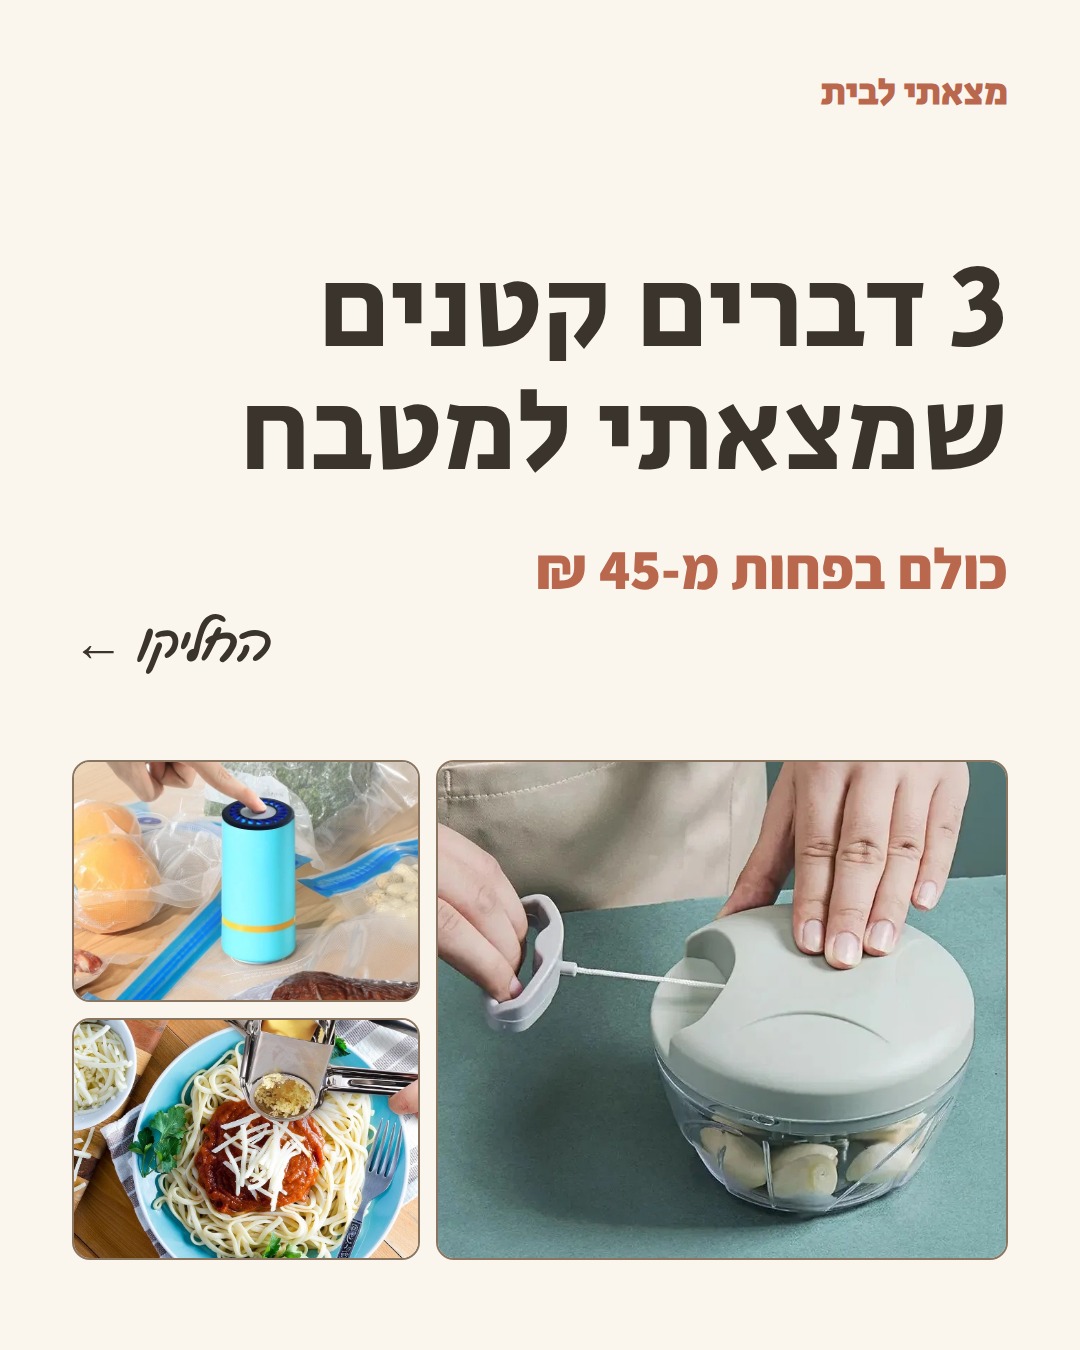 מצאתי לבית
3 דברים קטנים
שמצאתי למטבח
כולם בפחות מ-45 ₪
החליקו ←